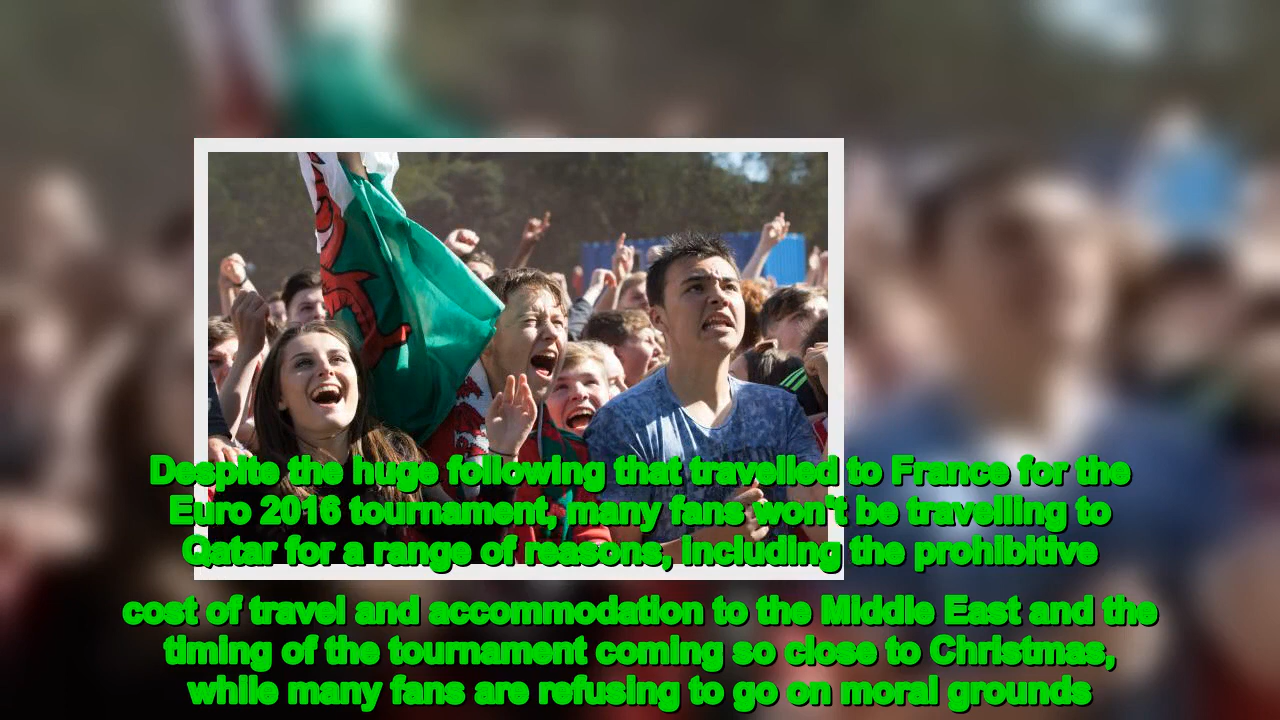 Despite the huge following that travelled to France for the
Euro 2016 tournament, many fans won't be travelling to
Qatar for a range of reasons, including the prohibitive
cost of travel and accommodation to the Middle East and the
timing of the tournament coming so close to Christmas,
while many fans are refusing to go on moral grounds